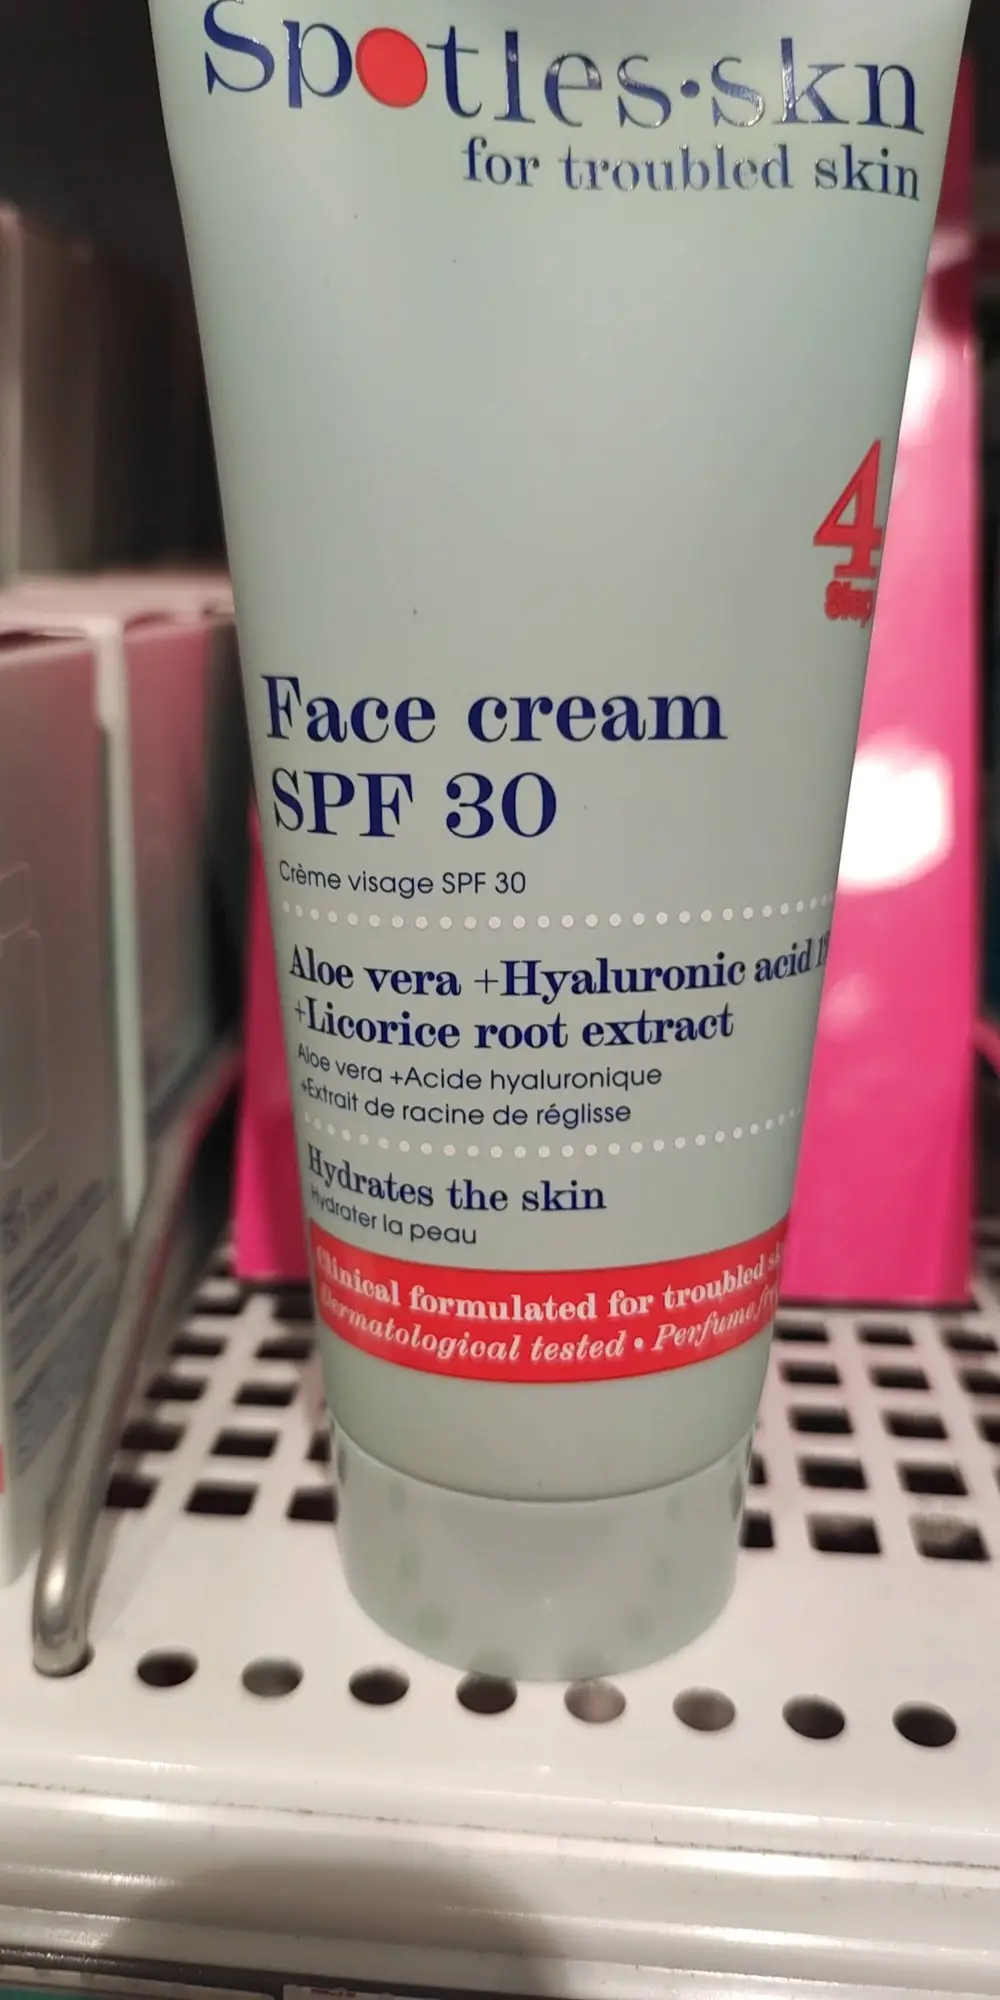 Spotles·skn
for troubled skin
4
Step
Face cream
SPF 30
Crème visage SPF 30
Aloe vera +Hyaluronic acid
+Licorice root extract
Aloe vera +Acide hyaluronique
+Extrait de racine de réglisse
Hydrates the skin
Hydrater la peau
Clinical formulated for troubled
Dermatological tested • Perfume